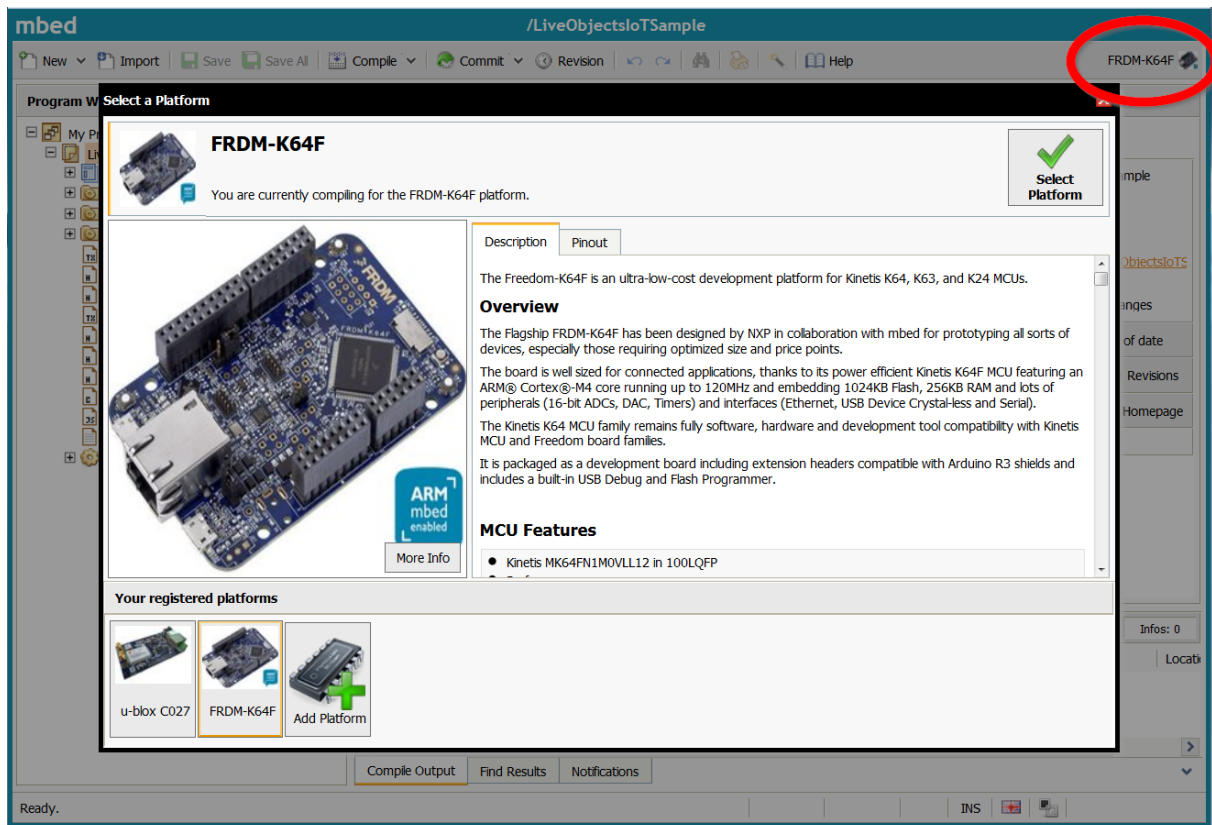 mbed
/LiveObjectsIoTSample
New
Import
Save
Save All
Compile
Commit
Revision
Help
FRDM-K64F
Program W
Select a Platform
My Pr
Li
FRDM-K64F
You are currently compiling for the FRDM-K64F platform.
Select
Platform
mple
ObjectsIoTS
anges
of date
Revisions
Homepage
Description
Pinout
The Freedom-K64F is an ultra-low-cost development platform for Kinetis K64, K63, and K24 MCUs.
Overview
The Flagship FRDM-K64F has been designed by NXP in collaboration with mbed for prototyping all sorts of
devices, especially those requiring optimized size and price points.
The board is well sized for connected applications, thanks to its power efficient Kinetis K64F MCU featuring an
ARM® Cortex®-M4 core running up to 120MHz and embedding 1024KB Flash, 256KB RAM and lots of
peripherals (16-bit ADCs, DAC, Timers) and interfaces (Ethernet, USB Device Crystal-less and Serial).
The Kinetis K64 MCU family remains fully software, hardware and development tool compatibility with Kinetis
MCU and Freedom board families.
It is packaged as a development board including extension headers compatible with Arduino R3 shields and
includes a built-in USB Debug and Flash Programmer.
MCU Features
Kinetis MK64FN1M0VLL12 in 100LQFP
FRDM
FRDM-K64F
ARM
mbed
enabled
More Info
Your registered platforms
u-blox C027
FRDM-K64F
Add Platform
Infos: 0
Locati
Compile Output
Find Results
Notifications
Ready.
INS